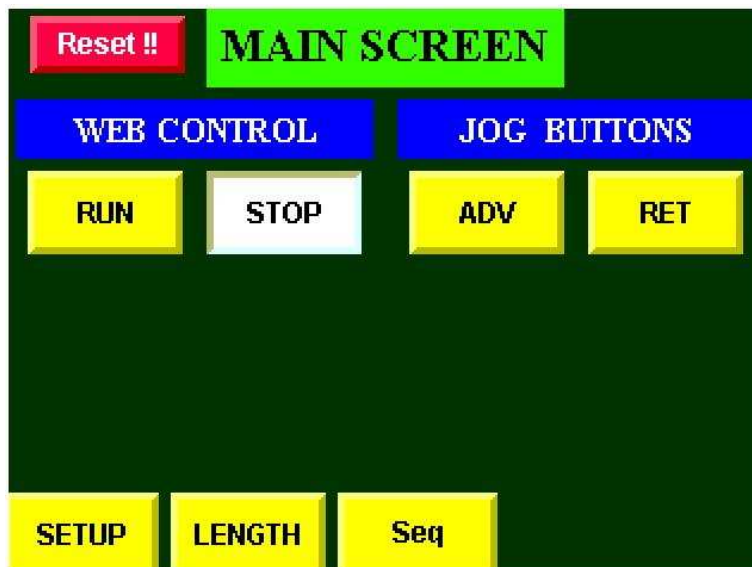 Reset !!
MAIN SCREEN
WEB CONTROL
JOG BUTTONS
RUN
STOP
ADV
RET
SETUP
LENGTH
Seq